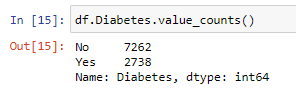 In [15]: df.Diabetes.value_counts()
Out[15]: No     7262
Yes    2738
Name: Diabetes, dtype: int64